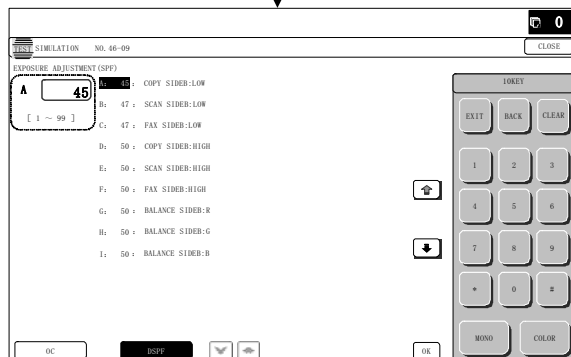 0
TEST SIMULATION NO. 46-09
CLOSE
EXPOSURE ADJUSTMENT(SPF)
A 45
[ 1 ～ 99 ]
A: 45 : COPY SIDEB:LOW
B: 47 : SCAN SIDEB:LOW
C: 47 : FAX SIDEB:LOW
D: 50 : COPY SIDEB:HIGH
E: 50 : SCAN SIDEB:HIGH
F: 50 : FAX SIDEB:HIGH
G: 50 : BALANCE SIDEB:R
H: 50 : BALANCE SIDEB:G
I: 50 : BALANCE SIDEB:B
10KEY
EXIT BACK CLEAR
1 2 3
4 5 6
7 8 9
* 0 #
MONO COLOR
OC DSPF OK